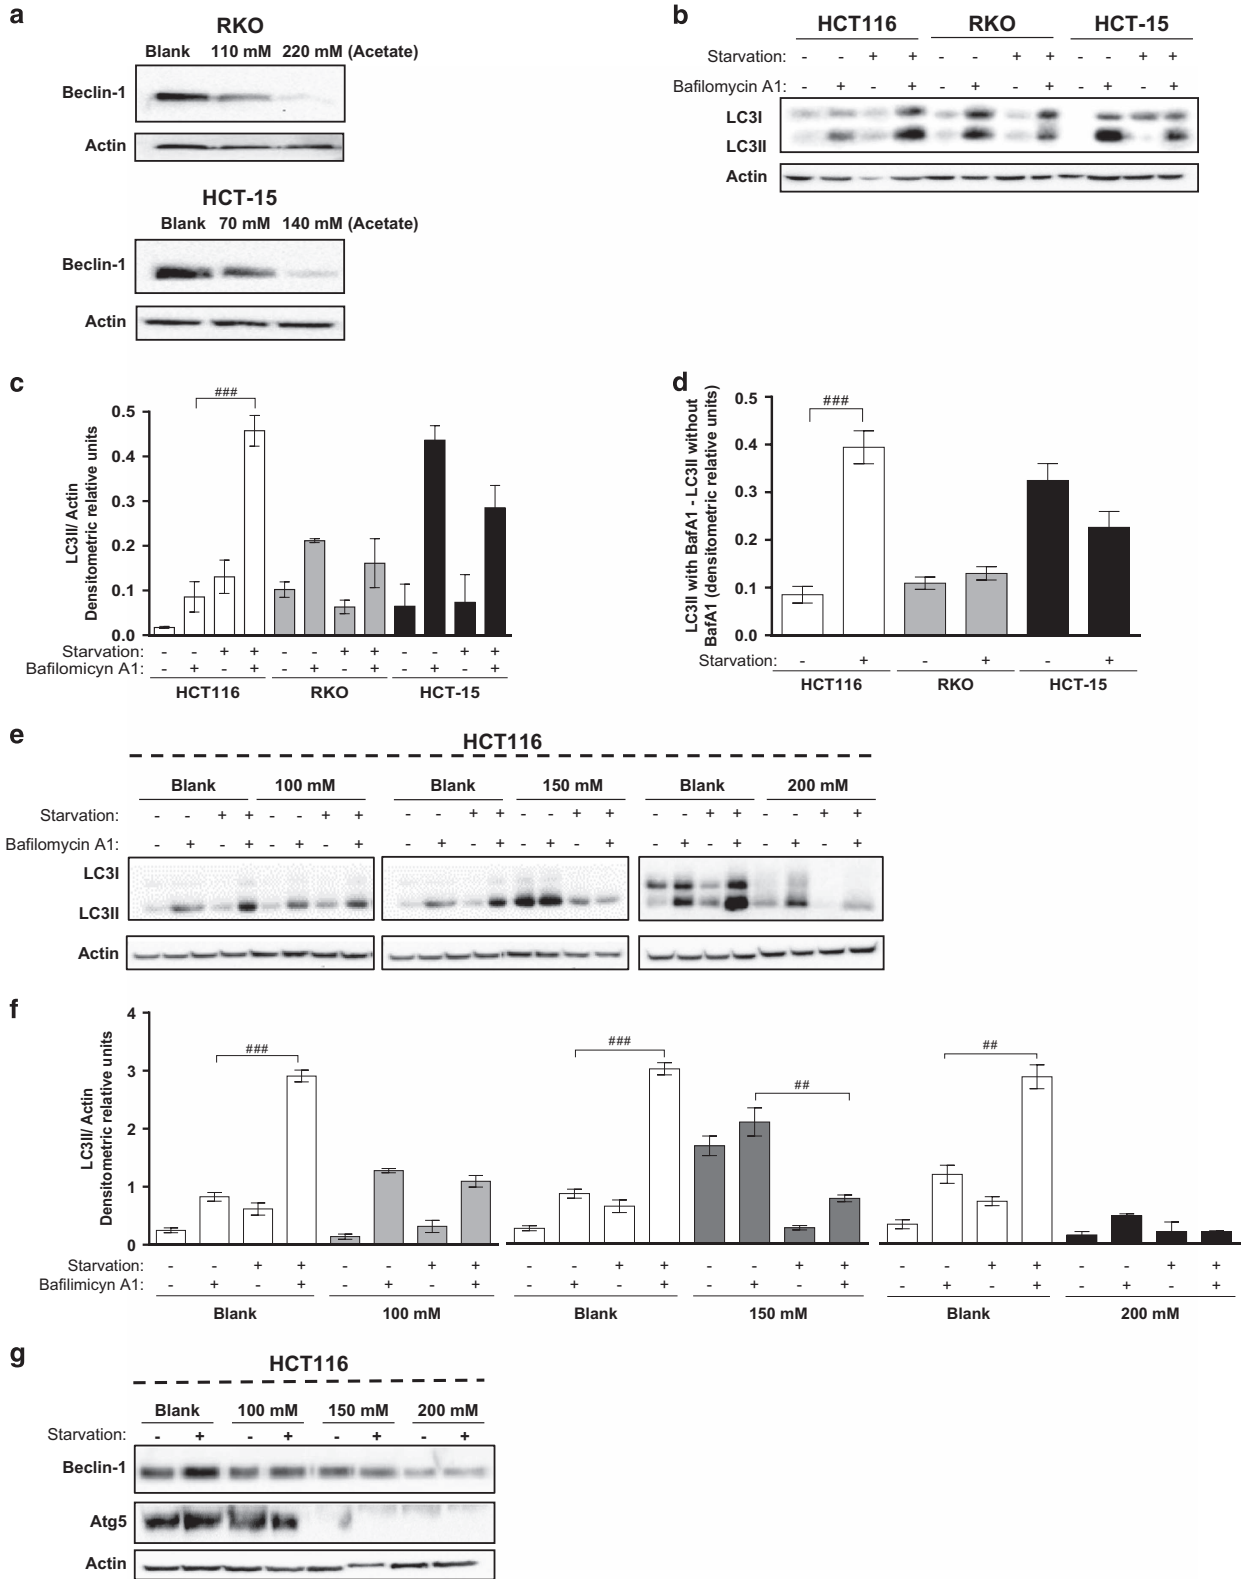 a
RKO
Blank 110 mM 220 mM (Acetate)
Beclin-1
Actin
HCT-15
Blank 70 mM 140 mM (Acetate)
Beclin-1
Actin
b
HCT116 RKO HCT-15
Starvation: - - + + - - + + - - + +
Bafilomycin A1: - + - + - + - + - + - +
LC3I
LC3II
Actin
c
LC3II/ Actin
Densitometric relative units
0.5
0.4
0.3
0.2
0.1
0.0
###
Starvation: - - + + - - + + - - + +
Bafilomicyn A1: - + - + - + - + - + - +
HCT116 RKO HCT-15
d
LC3II with BafA1 - LC3II without
BafA1 (densitometric relative units)
0.5
0.4
0.3
0.2
0.1
0.0
###
Starvation: - + - + - +
HCT116 RKO HCT-15
e
HCT116
Blank 100 mM Blank 150 mM Blank 200 mM
Starvation: - - + + - - + + - - + + - - + + - - + + - - + +
Bafilomycin A1: - + - + - + - + - + - + - + - + - + - + - + - +
LC3I
LC3II
Actin
f
LC3II/ Actin
Densitometric relative units
4
3
2
1
0
### ### ## ##
Starvation: - - + + - - + + - - + + - - + + - - + + - - + +
Bafilimicyn A1: - + - + - + - + - + - + - + - + - + - + - + - +
Blank 100 mM Blank 150 mM Blank 200 mM
g
HCT116
Blank 100 mM 150 mM 200 mM
Starvation: - + - + - + - +
Beclin-1
Atg5
Actin